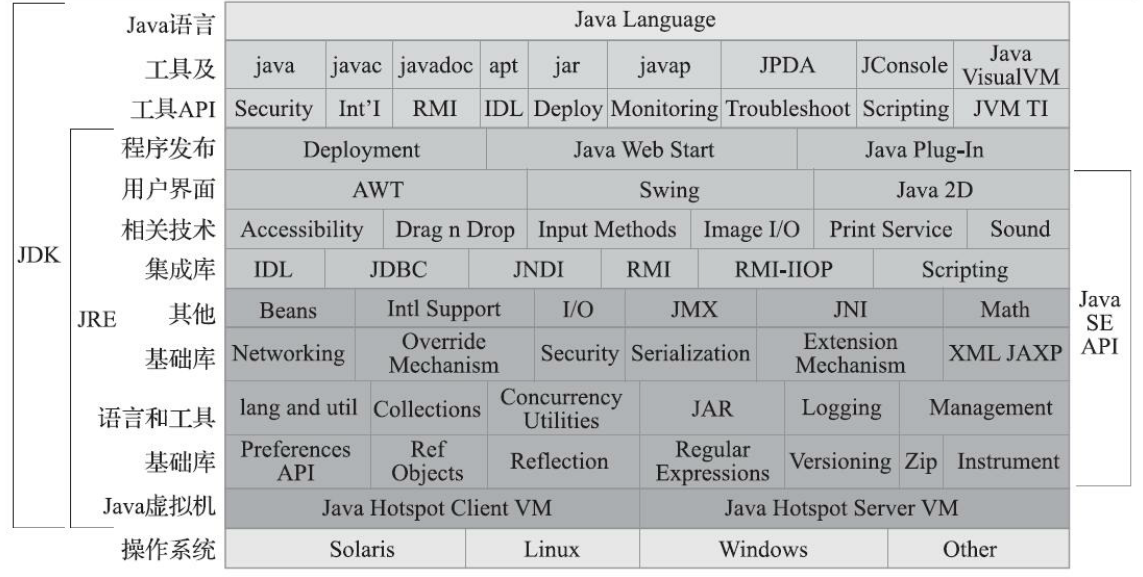 Java语言 Java Language
工具及 java javac javadoc apt jar javap JPDA JConsole Java VisualVM
工具API Security Int'I RMI IDL Deploy Monitoring Troubleshoot Scripting JVM TI
程序发布 Deployment Java Web Start Java Plug-In
用户界面 AWT Swing Java 2D
相关技术 Accessibility Drag n Drop Input Methods Image I/O Print Service Sound
JDK
集成库 IDL JDBC JNDI RMI RMI-IIOP Scripting
JRE
其他 Beans Intl Support I/O JMX JNI Math
Java SE API
基础库 Networking Override Mechanism Security Serialization Extension Mechanism XML JAXP
语言和工具 lang and util Collections Concurrency Utilities JAR Logging Management
基础库 Preferences API Ref Objects Reflection Regular Expressions Versioning Zip Instrument
Java虚拟机 Java Hotspot Client VM Java Hotspot Server VM
操作系统 Solaris Linux Windows Other